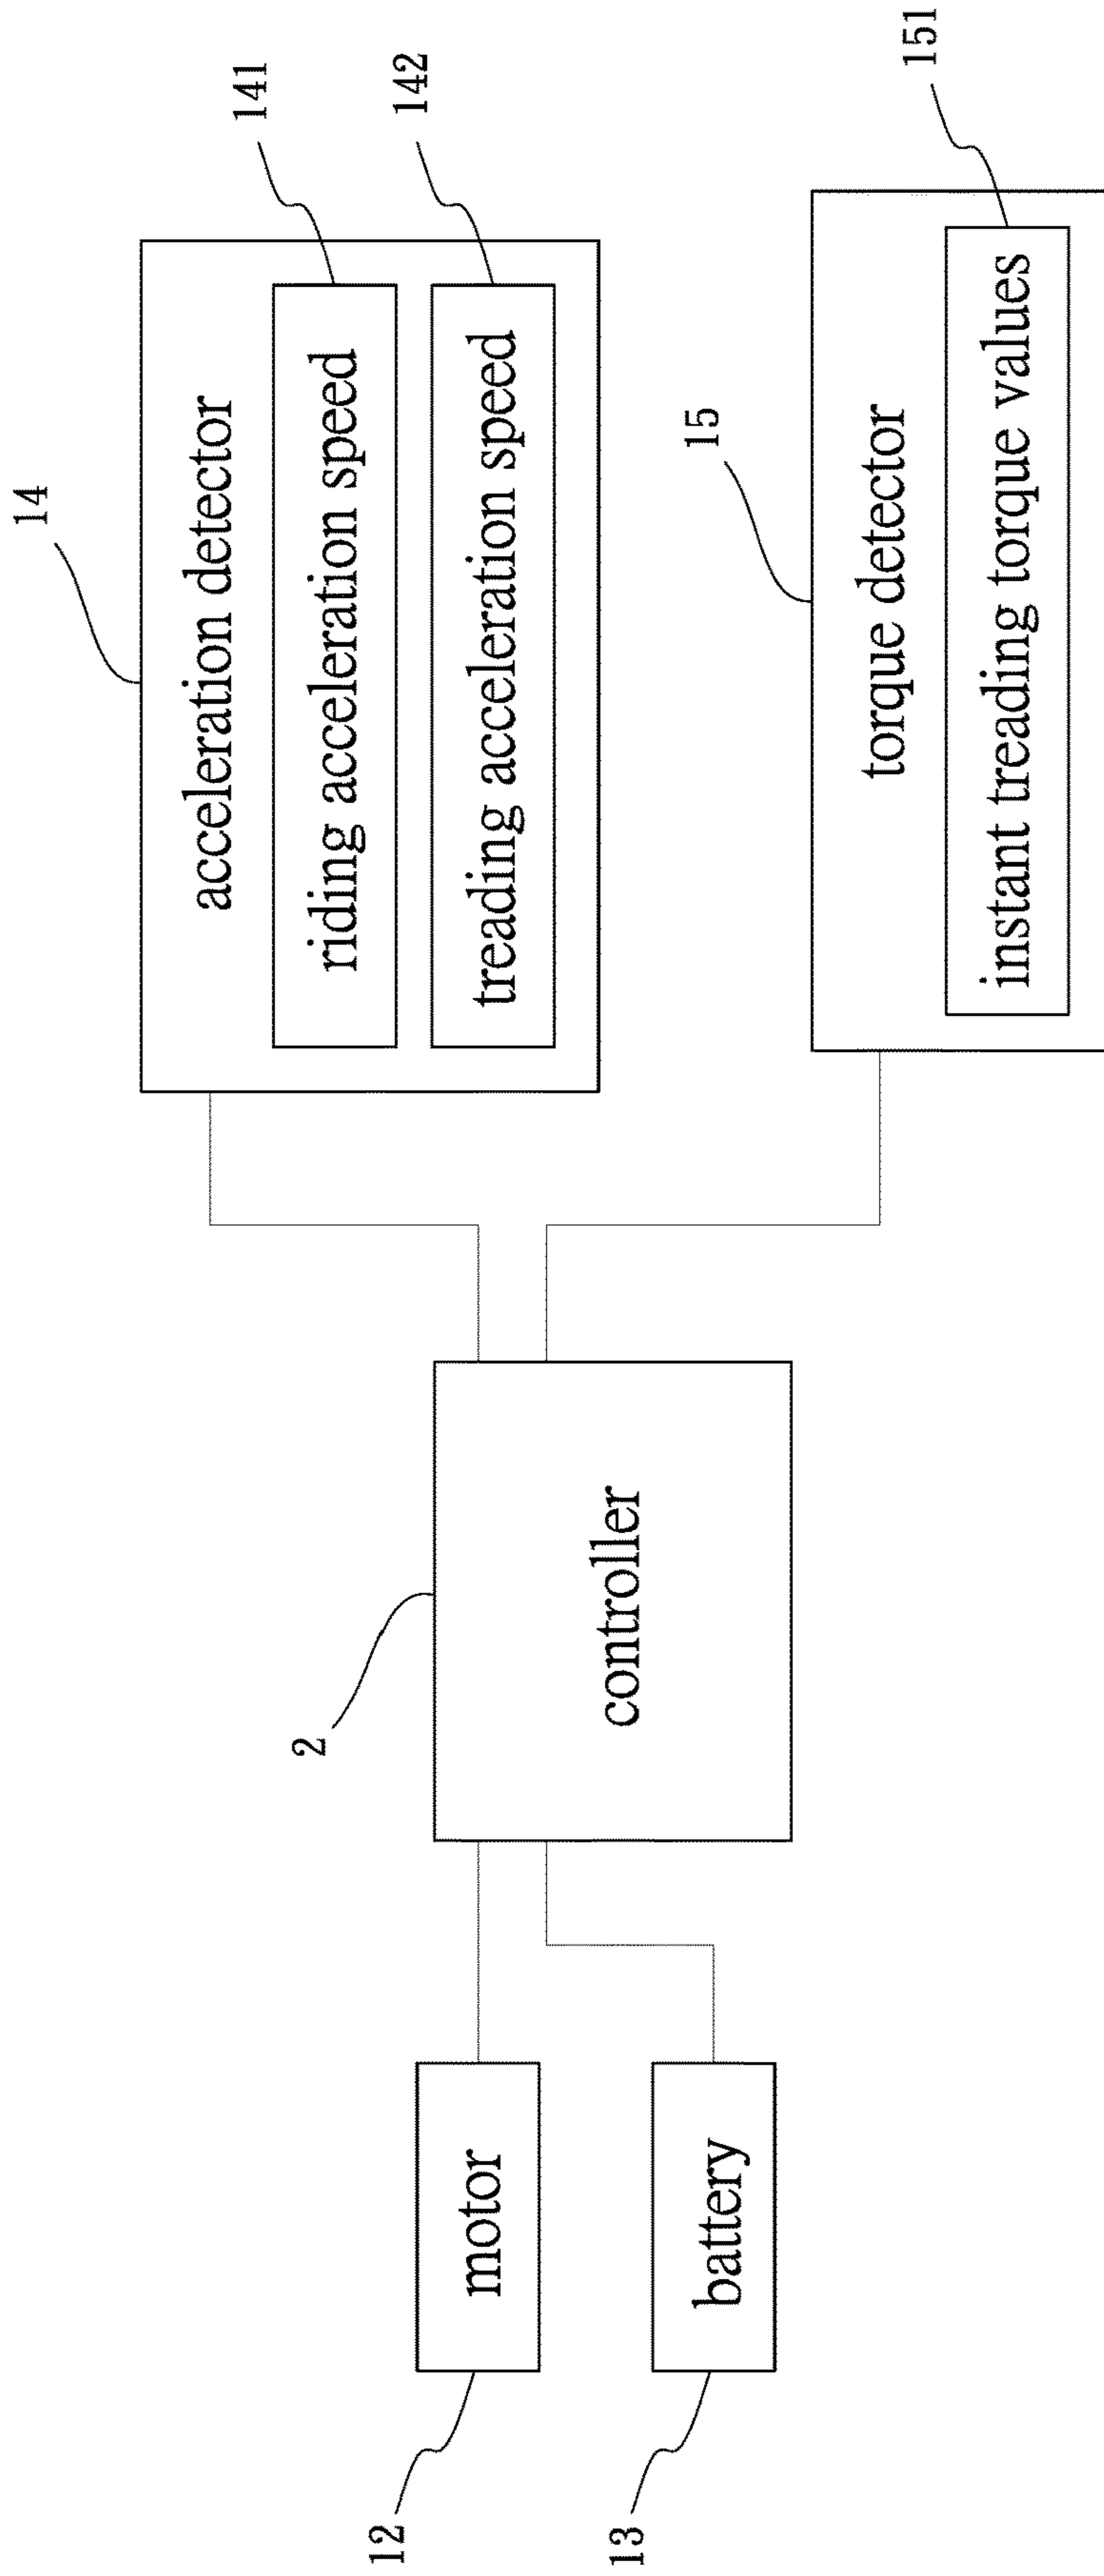 14
acceleration detector
141
riding acceleration speed
142
treading acceleration speed
15
torque detector
151
instant treading torque values
2
controller
12
motor
13
battery